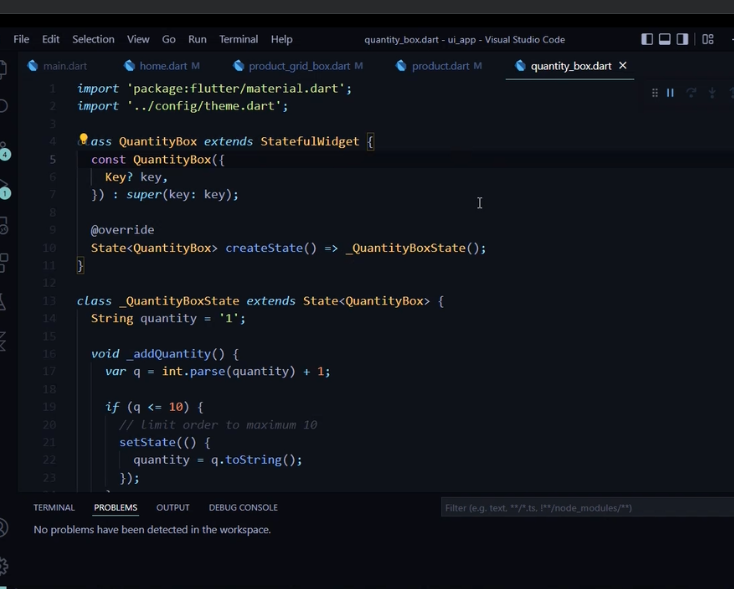 File Edit Selection View Go Run Terminal Help quantity_box.dart - ui_app - Visual Studio Code
main.dart home.dart M product_grid_box.dart M product.dart M quantity_box.dart
1 import 'package:flutter/material.dart';
2 import '../config/theme.dart';
3
4 ass QuantityBox extends StatefulWidget {
5 const QuantityBox({
6 Key? key,
7 }) : super(key: key);
8
9 @override
10 State<QuantityBox> createState() => _QuantityBoxState();
11 }
12
13 class _QuantityBoxState extends State<QuantityBox> {
14 String quantity = '1';
15
16 void _addQuantity() {
17 var q = int.parse(quantity) + 1;
18
19 if (q <= 10) {
20 // limit order to maximum 10
21 setState(() {
22 quantity = q.toString();
23 });
4
1
TERMINAL PROBLEMS OUTPUT DEBUG CONSOLE Filter (e.g. text, **/*.ts, !**/node_modules/**)
No problems have been detected in the workspace.